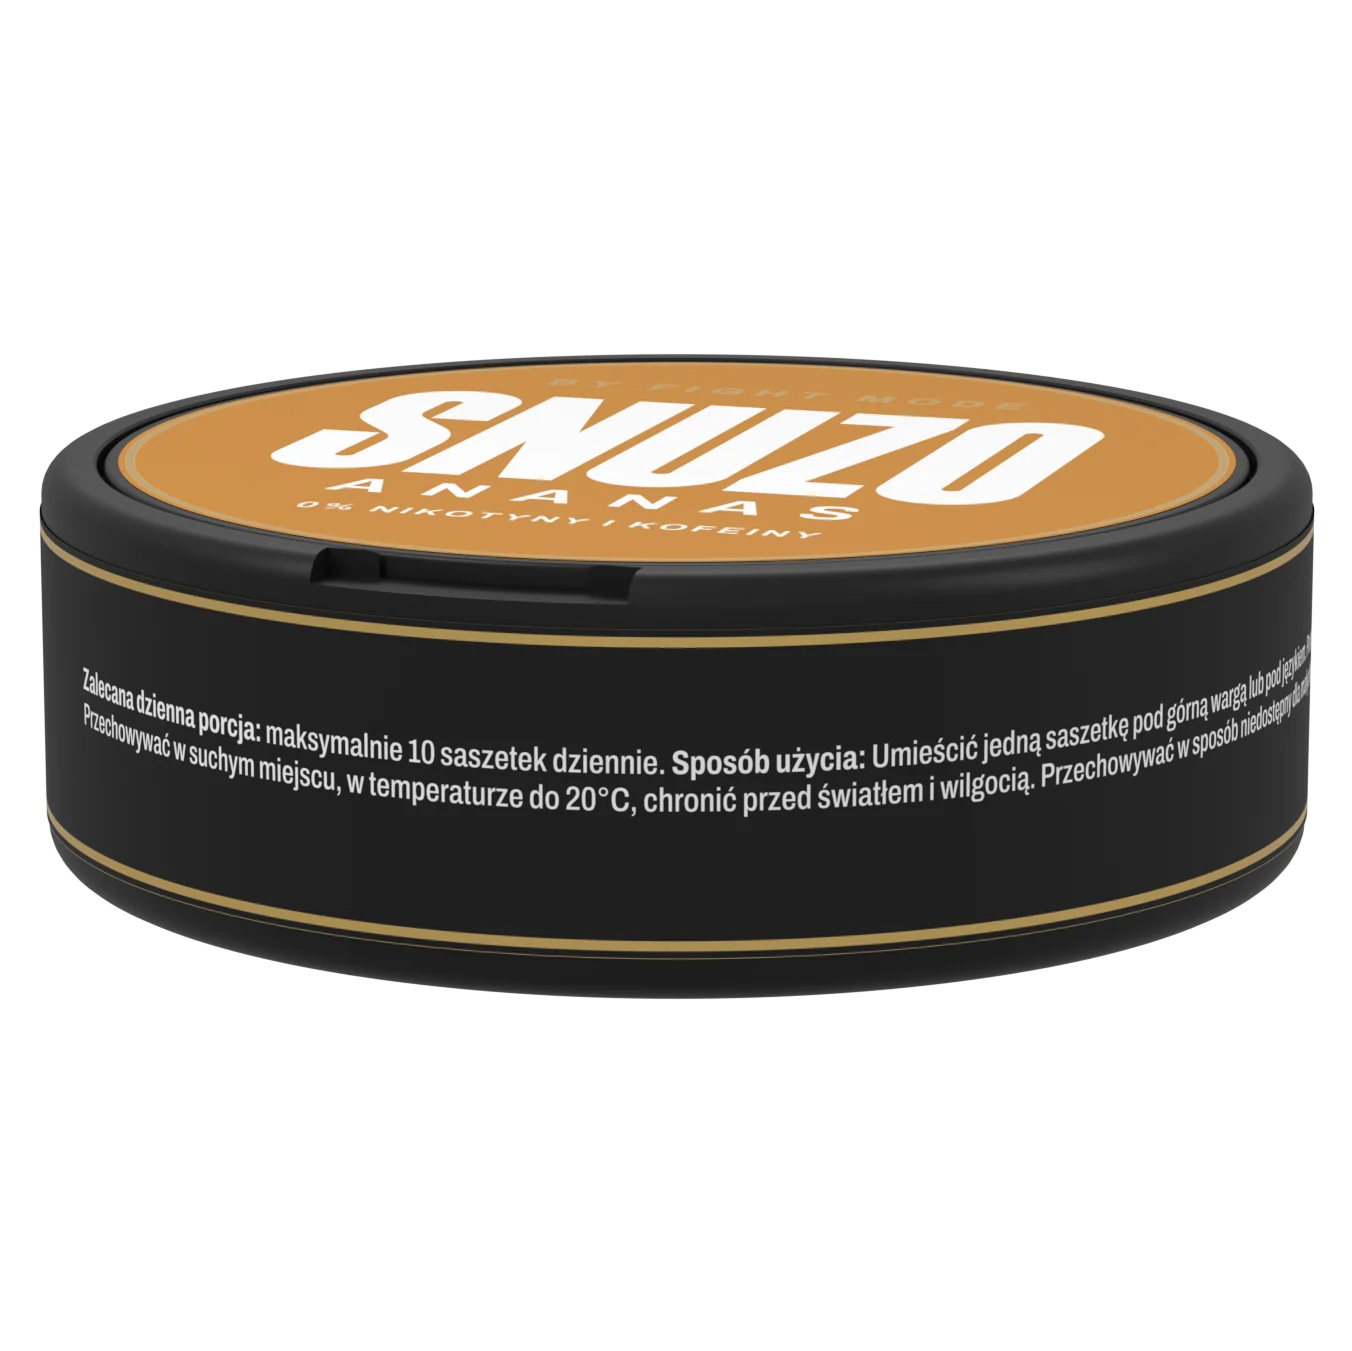 BY FIGHT MODE
SNUZO
ANANAS
0% NIKOTYNY I KOFEINY
Zalecana dzienna porcja: maksymalnie 10 saszetek dziennie. Sposób użycia: Umieścić jedną saszetkę pod górną wargą lub pod językiem.
Przechowywać w suchym miejscu, w temperaturze do 20°C, chronić przed światłem i wilgocią. Przechowywać w sposób niedostępny dla